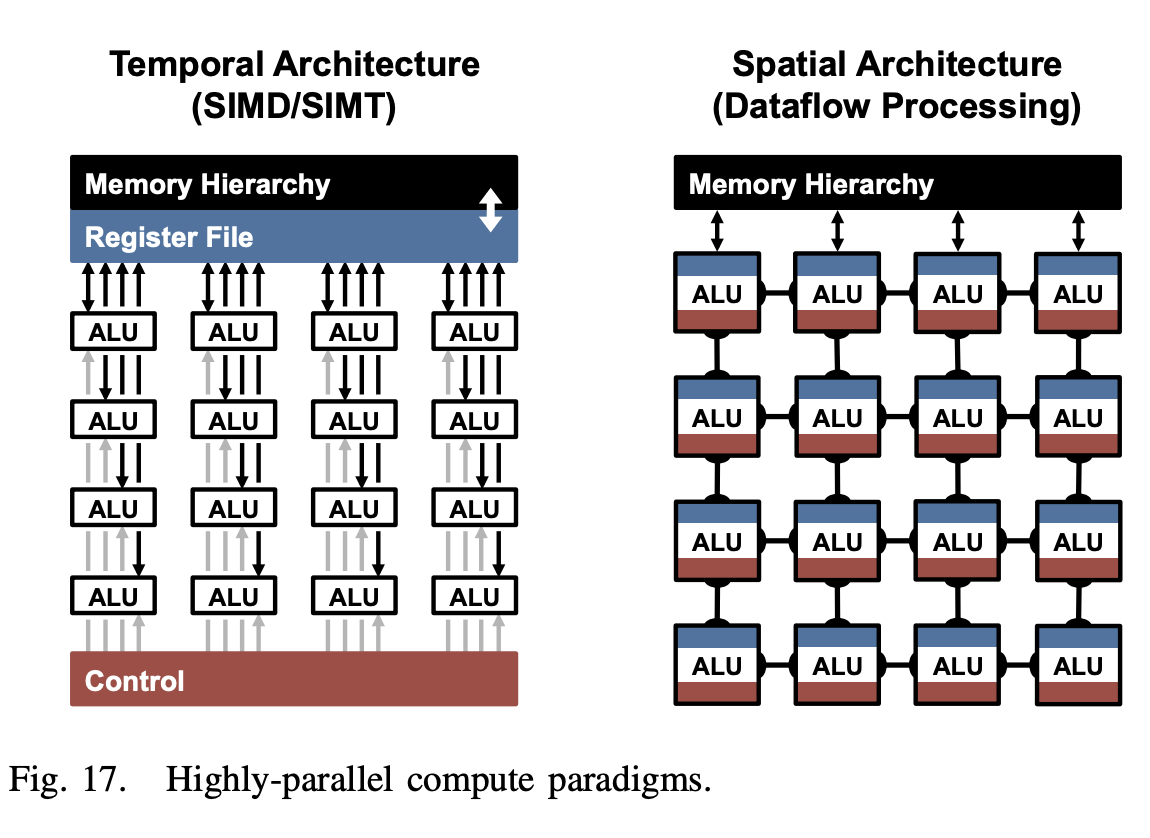 Temporal Architecture
(SIMD/SIMT)
Memory Hierarchy
Register File
ALU ALU ALU ALU
ALU ALU ALU ALU
ALU ALU ALU ALU
ALU ALU ALU ALU
Control
Spatial Architecture
(Dataflow Processing)
Memory Hierarchy
ALU ALU ALU ALU
ALU ALU ALU ALU
ALU ALU ALU ALU
ALU ALU ALU ALU
Fig. 17. Highly-parallel compute paradigms.